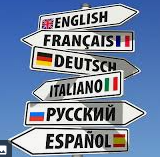 ENGLISH
FRANÇAIS
DEUTSCH
ITALIANO
РУССКИЙ
ESPAÑOL